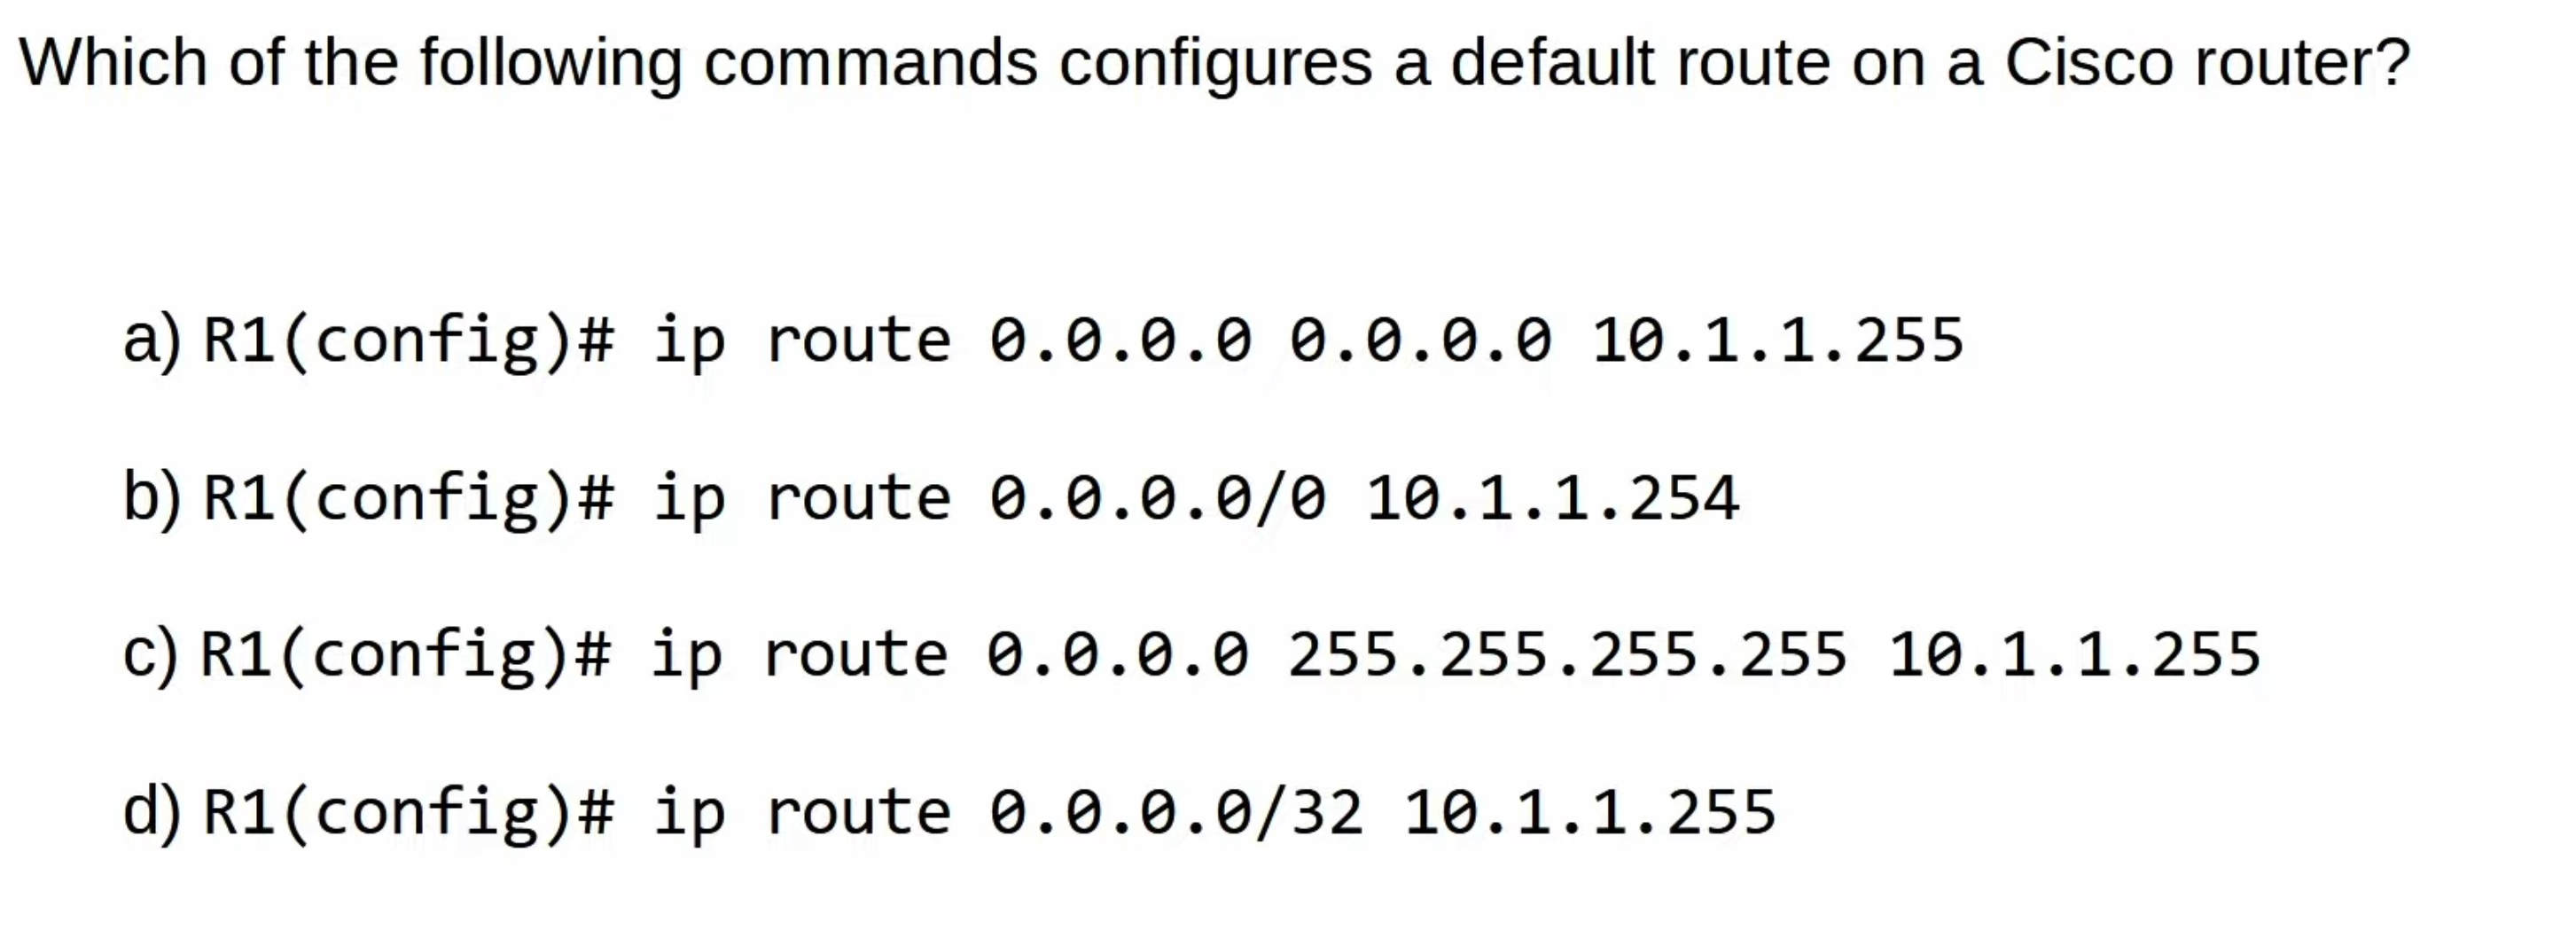 Which of the following commands configures a default route on a Cisco router?
a) R1(config)# ip route 0.0.0.0 0.0.0.0 10.1.1.255
b) R1(config)# ip route 0.0.0.0/0 10.1.1.254
c) R1(config)# ip route 0.0.0.0 255.255.255.255 10.1.1.255
d) R1(config)# ip route 0.0.0.0/32 10.1.1.255